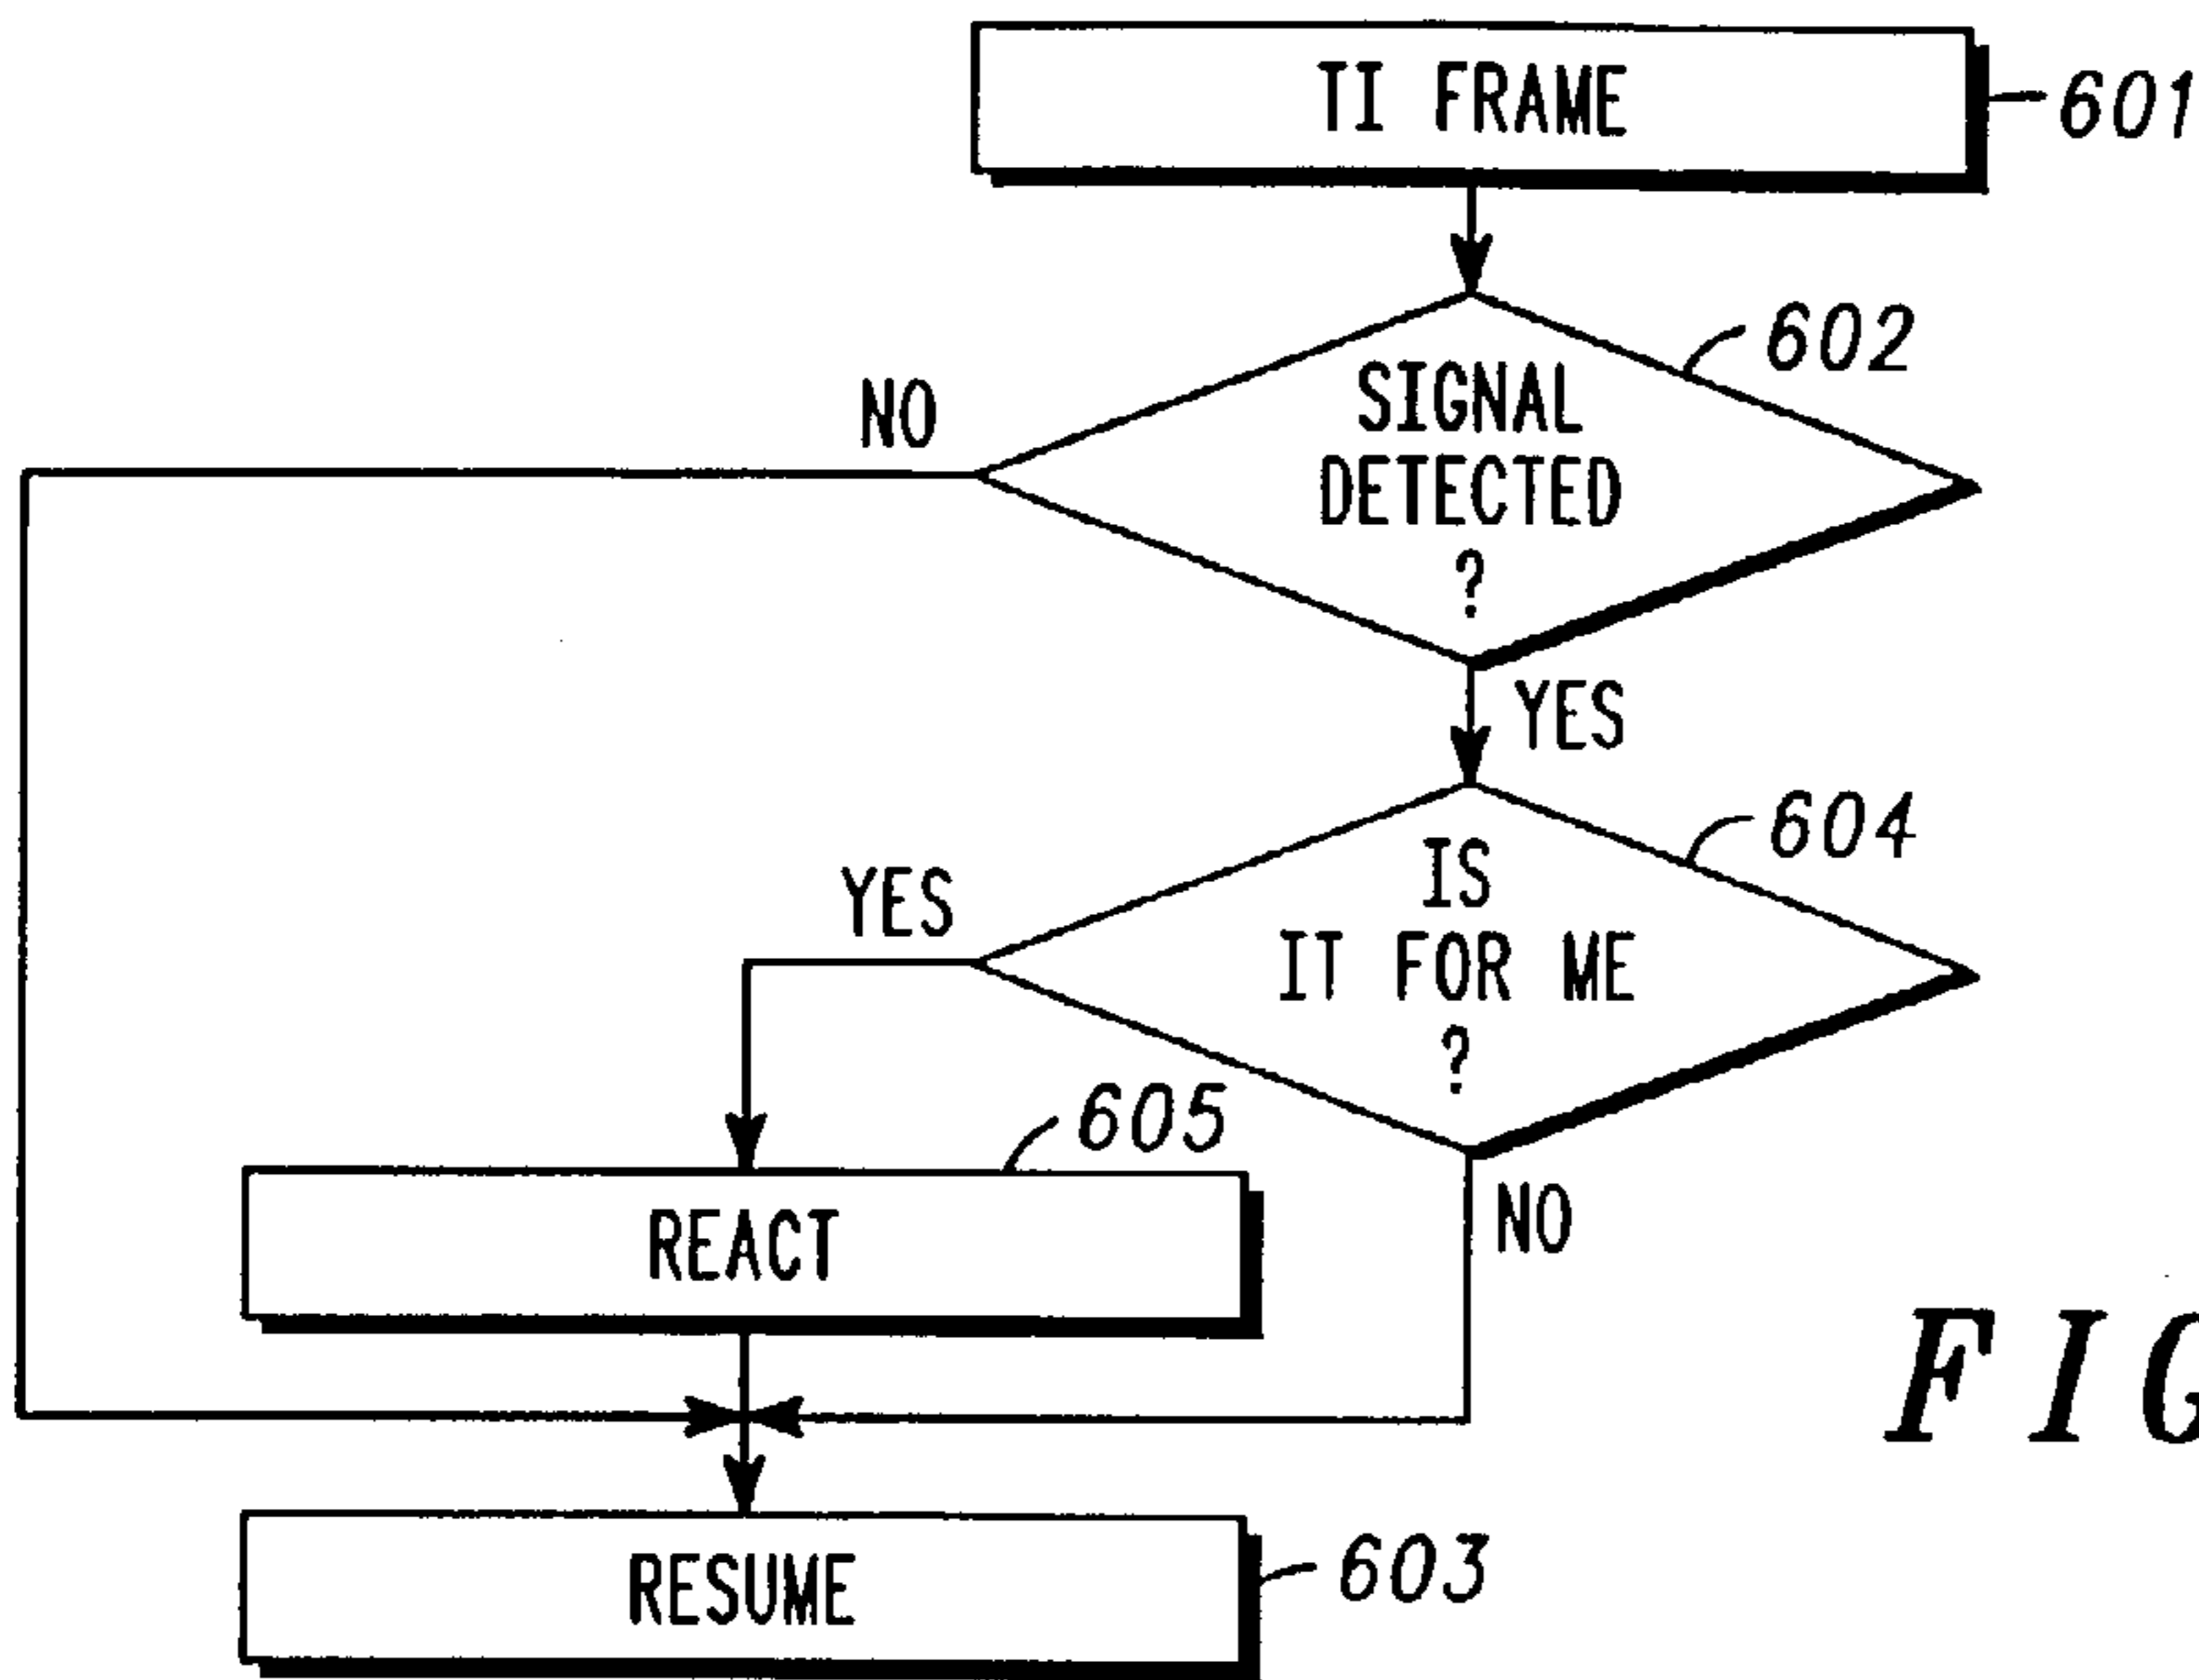 TI FRAME
601
602
SIGNAL
DETECTED
?
NO
YES
604
IS
IT FOR ME
?
YES
605
REACT
NO
FIG
RESUME
603